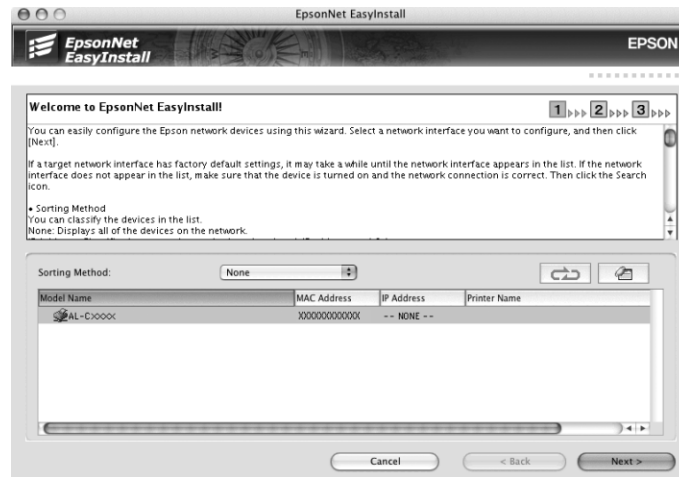 EpsonNet EasyInstall
EpsonNet
EasyInstall
EPSON
Welcome to EpsonNet EasyInstall!
1 2 3
You can easily configure the Epson network devices using this wizard. Select a network interface you want to configure, and then click
[Next].
If a target network interface has factory default settings, it may take a while until the network interface appears in the list. If the network
interface does not appear in the list, make sure that the device is turned on and the network connection is correct. Then click the Search
icon.
• Sorting Method
You can classify the devices in the list.
None: Displays all of the devices on the network.
Sorting Method: None
Model Name MAC Address IP Address Printer Name
AL-CXXXX XXXXXXXXXXXX -- NONE --
Cancel < Back Next >